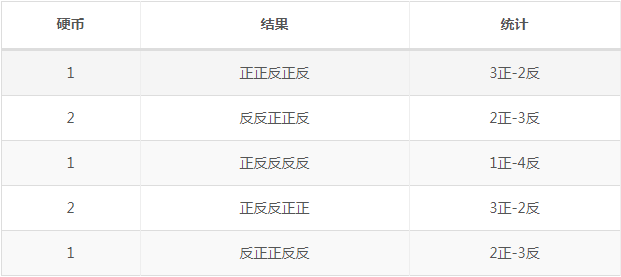 硬币 结果 统计
1 正正反正反 3正-2反
2 反反正正反 2正-3反
1 正反反反反 1正-4反
2 正反反正正 3正-2反
1 反正正反反 2正-3反